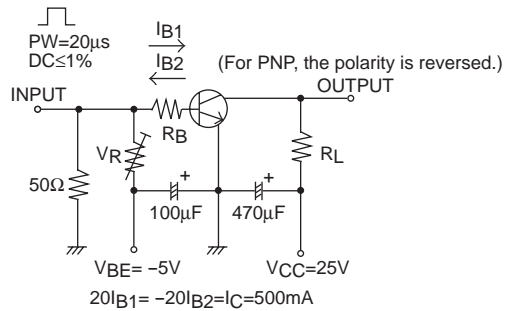 PW=20μs
DC≤1%
IB1
IB2
(For PNP, the polarity is reversed.)
INPUT
OUTPUT
RB
VR
RL
50Ω
+
+
100μF
470μF
VBE= −5V
VCC=25V
20IB1= −20IB2=IC=500mA